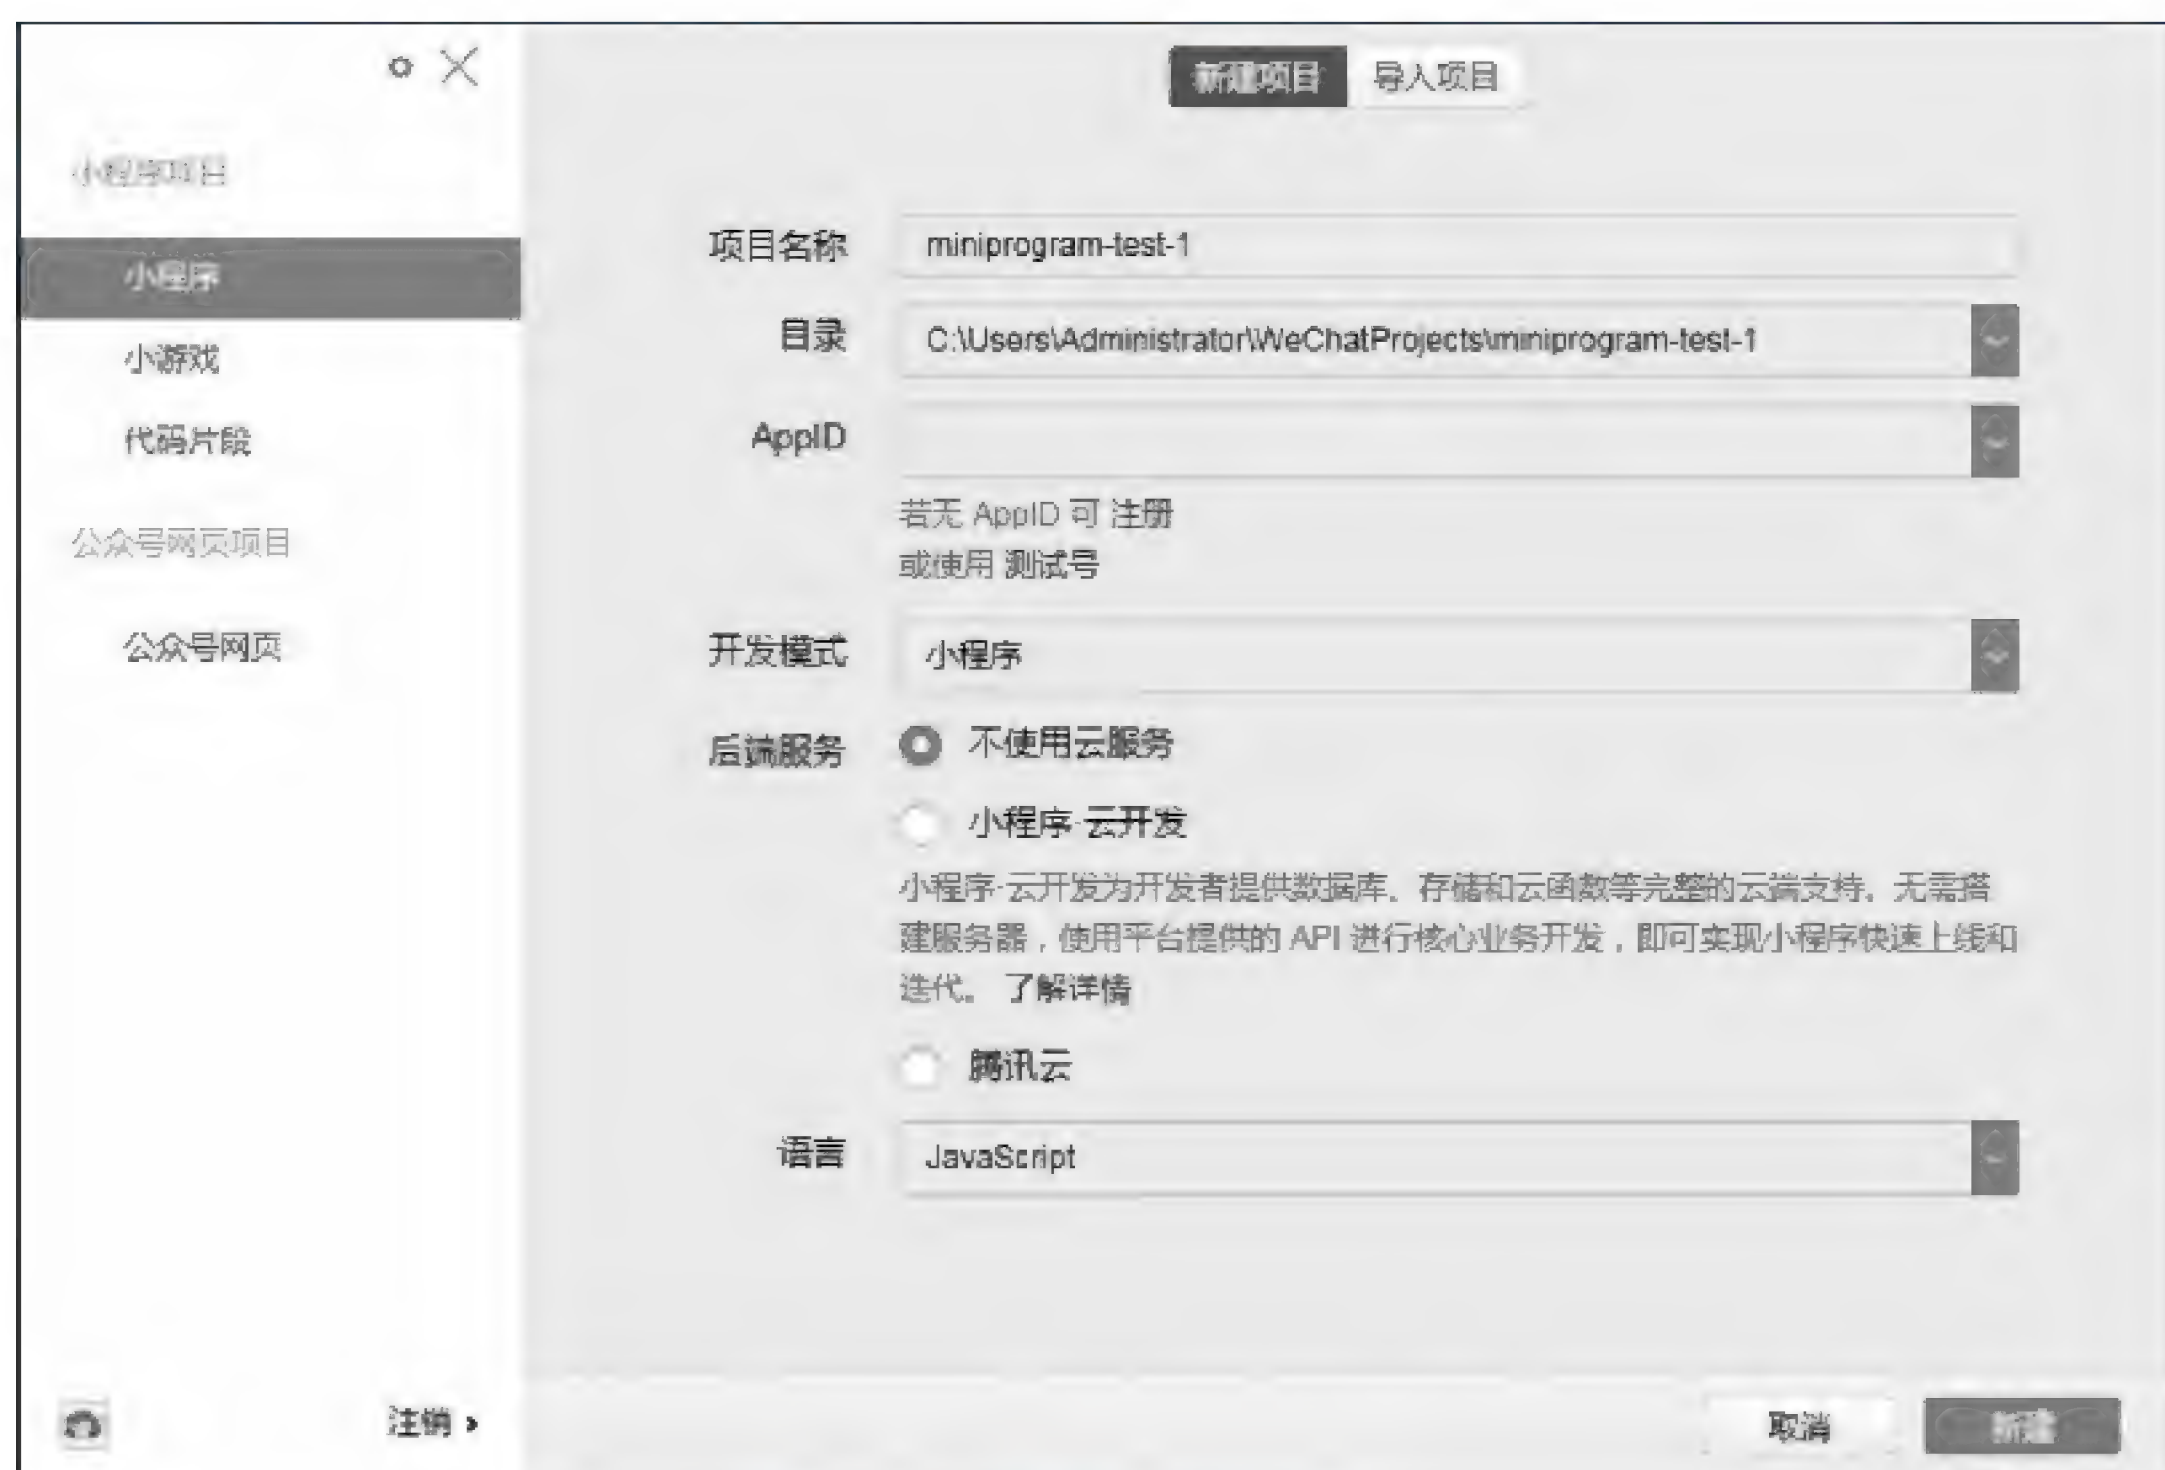 新建项目 导入项目
小程序项目
小程序
小游戏
代码片段
公众号网页项目
公众号网页
注销
项目名称 miniprogram-test-1
目录 C:\Users\Administrator\WeChatProjects\miniprogram-test-1
AppID
若无 AppID 可 注册
或使用 测试号
开发模式 小程序
后端服务 不使用云服务
小程序·云开发
小程序·云开发为开发者提供数据库、存储和云函数等完整的云端支持。无需搭
建服务器，使用平台提供的 API 进行核心业务开发，即可实现小程序快速上线和
迭代。 了解详情
腾讯云
语言 JavaScript
取消 新建